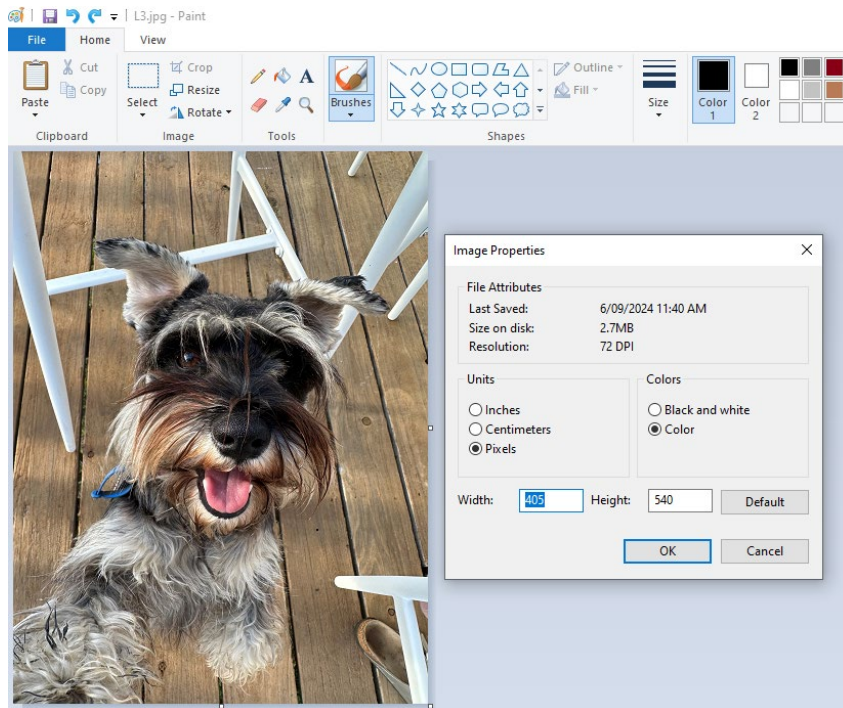 L3.jpg - Paint
File Home View
Paste
Cut
Copy
Clipboard
Select
Crop
Resize
Rotate
Image
A
Tools
Brushes
Shapes
Outline
Fill
Size
Color 1
Color 2
Image Properties
File Attributes
Last Saved: 6/09/2024 11:40 AM
Size on disk: 2.7MB
Resolution: 72 DPI
Units
Inches
Centimeters
Pixels
Colors
Black and white
Color
Width: 405 Height: 540 Default
OK Cancel